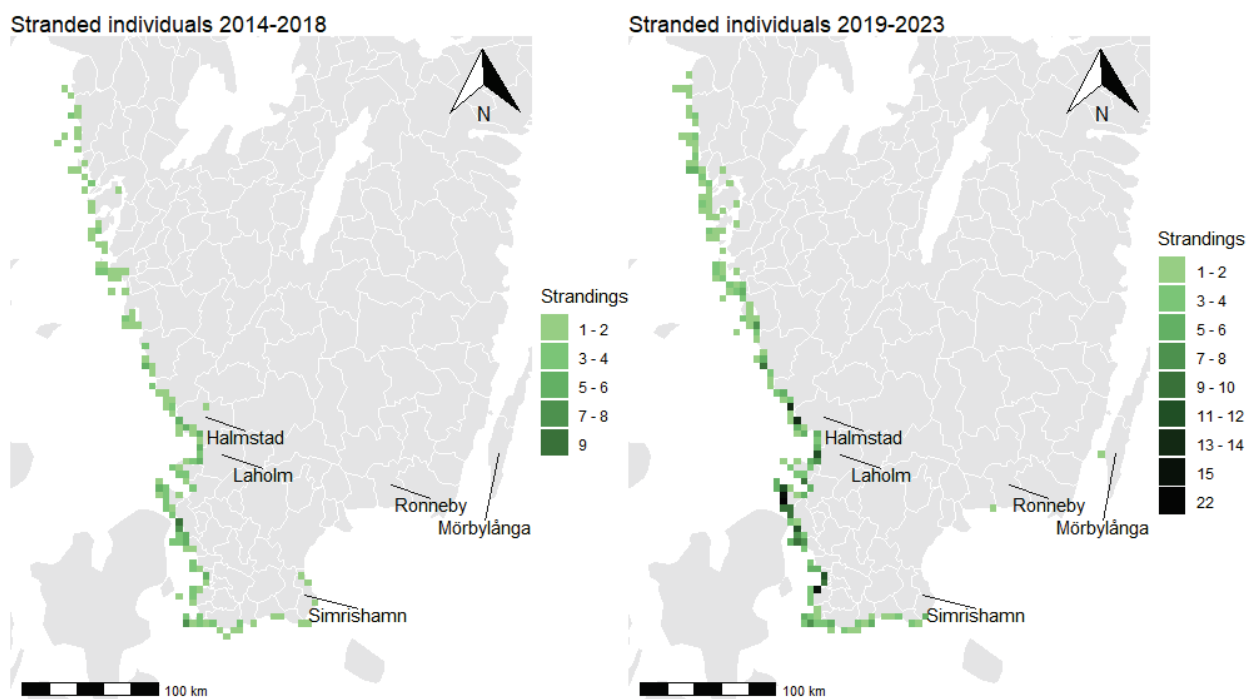 Stranded individuals 2014-2018
N
Strandings
1 - 2
3 - 4
5 - 6
7 - 8
9
Halmstad
Laholm
Ronneby
Mörbylånga
Simrishamn
100 km
Stranded individuals 2019-2023
N
Strandings
1 - 2
3 - 4
5 - 6
7 - 8
9 - 10
11 - 12
13 - 14
15
22
Halmstad
Laholm
Ronneby
Mörbylånga
Simrishamn
100 km